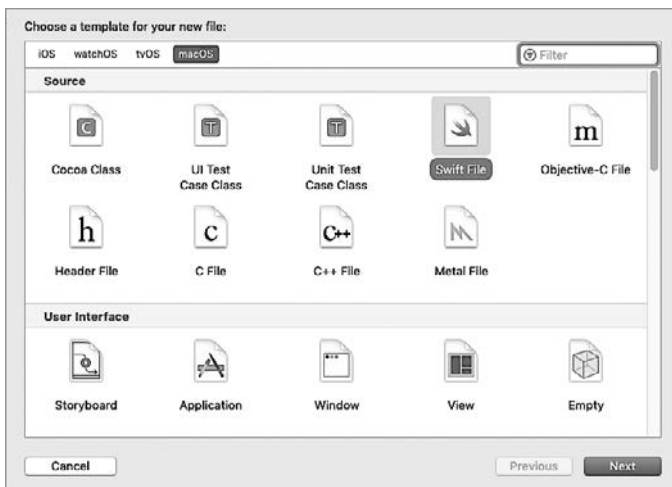 Choose a template for your new file:
iOS watchOS tvOS macOS
Filter
Source
C
T
T
m
Cocoa Class
UI Test
Case Class
Unit Test
Case Class
Swift File
Objective-C File
h
c
C++
Header File
C File
C++ File
Metal File
User Interface
Storyboard
Application
Window
View
Empty
Cancel
Previous
Next